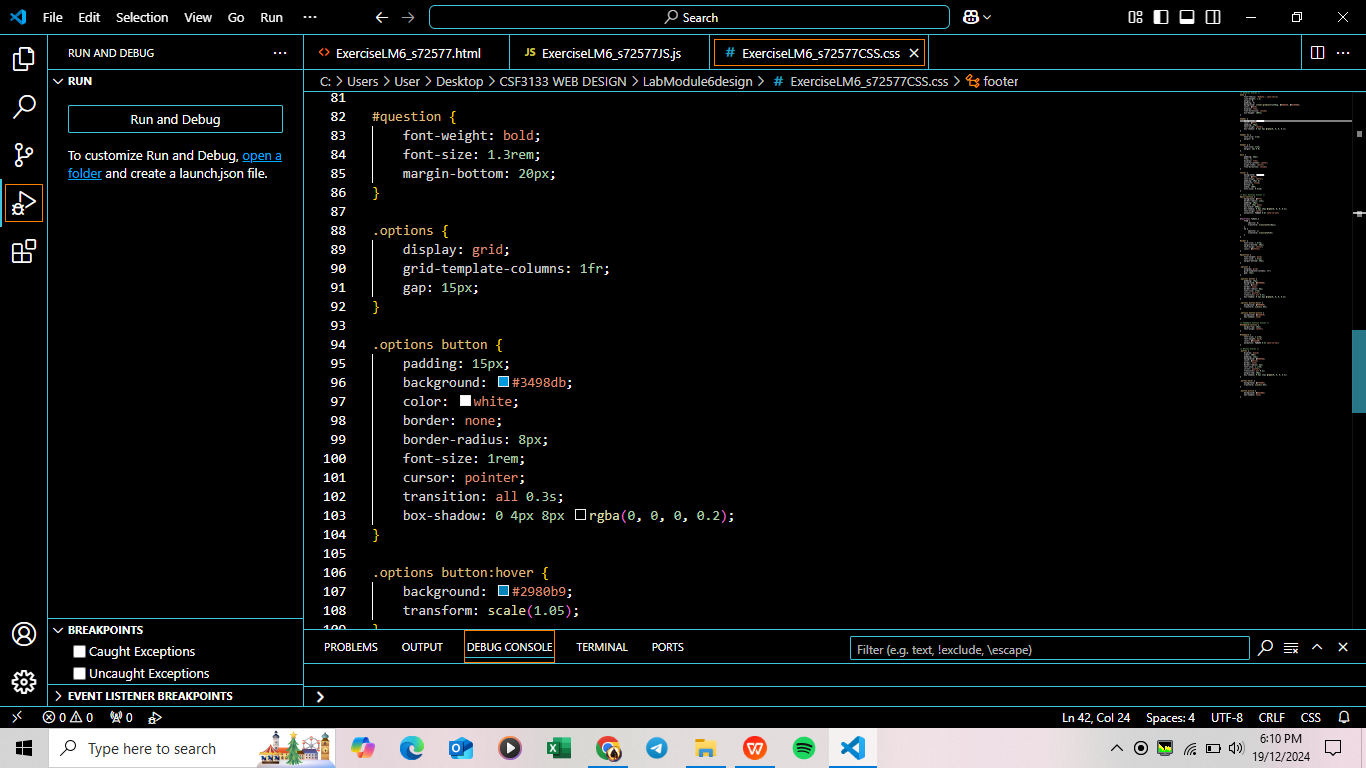 File Edit Selection View Go Run ··· Search
RUN AND DEBUG ···
ExerciseLM6_s72577.html JS ExerciseLM6_s72577JS.js # ExerciseLM6_s72577CSS.css
C: > Users > User > Desktop > CSF3133 WEB DESIGN > LabModule6design > # ExerciseLM6_s72577CSS.css > footer
RUN
Run and Debug
To customize Run and Debug, open a
folder and create a launch.json file.
81
82 #question {
83 font-weight: bold;
84 font-size: 1.3rem;
85 margin-bottom: 20px;
86 }
87
88 .options {
89 display: grid;
90 grid-template-columns: 1fr;
91 gap: 15px;
92 }
93
94 .options button {
95 padding: 15px;
96 background: #3498db;
97 color: white;
98 border: none;
99 border-radius: 8px;
100 font-size: 1rem;
101 cursor: pointer;
102 transition: all 0.3s;
103 box-shadow: 0 4px 8px rgba(0, 0, 0, 0.2);
104 }
105
106 .options button:hover {
107 background: #2980b9;
108 transform: scale(1.05);
109 }
BREAKPOINTS
Caught Exceptions
Uncaught Exceptions
EVENT LISTENER BREAKPOINTS
PROBLEMS OUTPUT DEBUG CONSOLE TERMINAL PORTS
Filter (e.g. text, !exclude, \escape)
0 0 0 Ln 42, Col 24 Spaces: 4 UTF-8 CRLF CSS
Type here to search
6:10 PM
19/12/2024